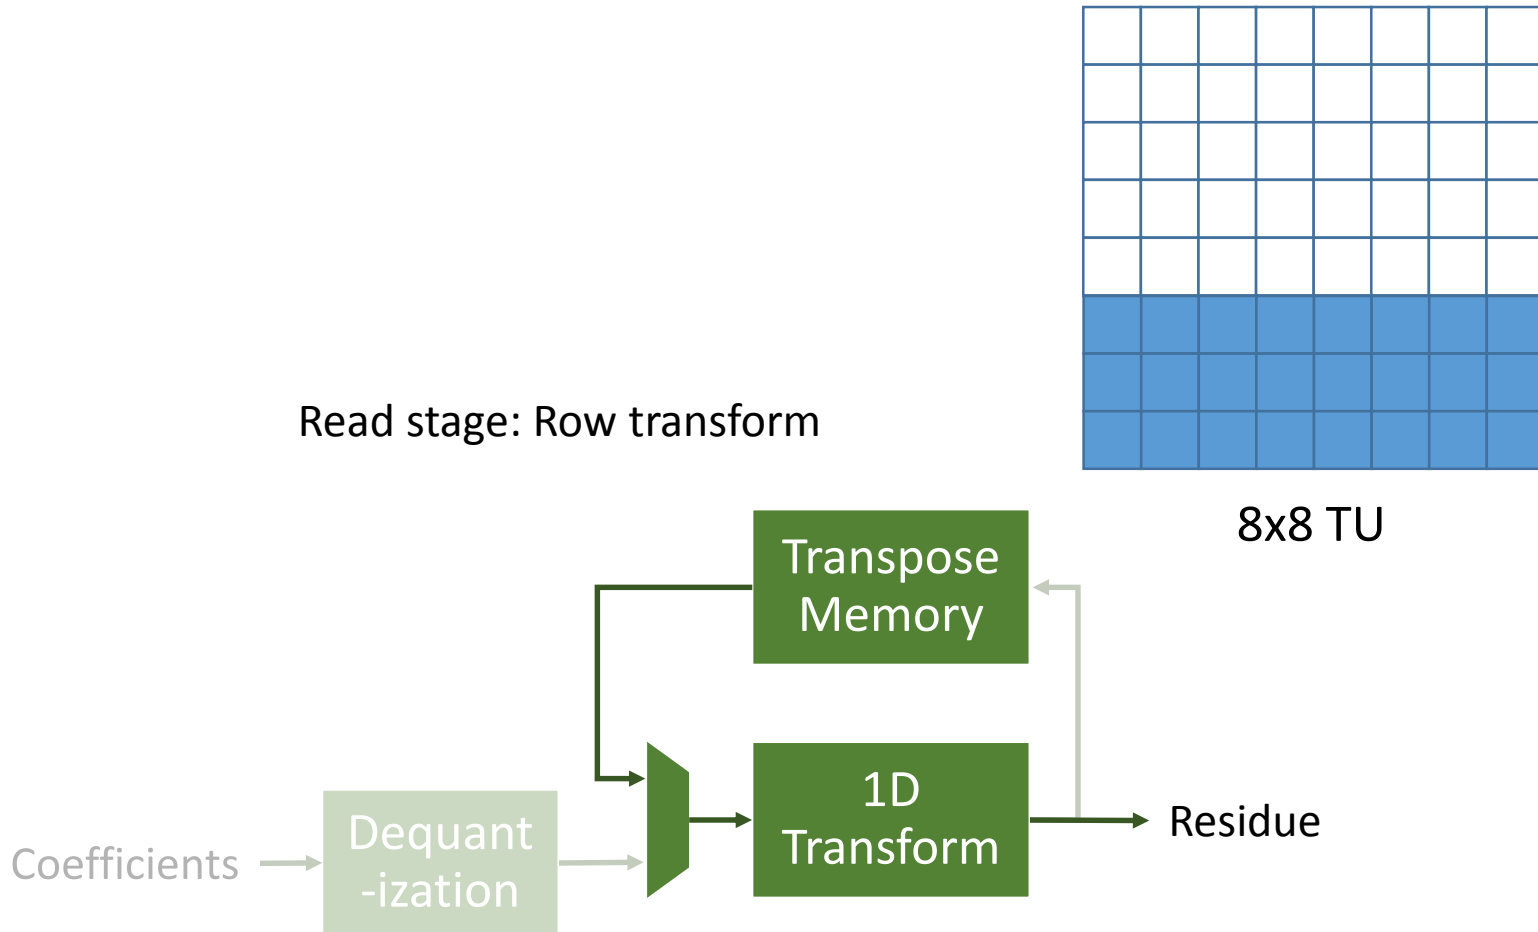 Read stage: Row transform
8x8 TU
Transpose
Memory
1D
Transform
Residue
Coefficients
Dequant
-ization